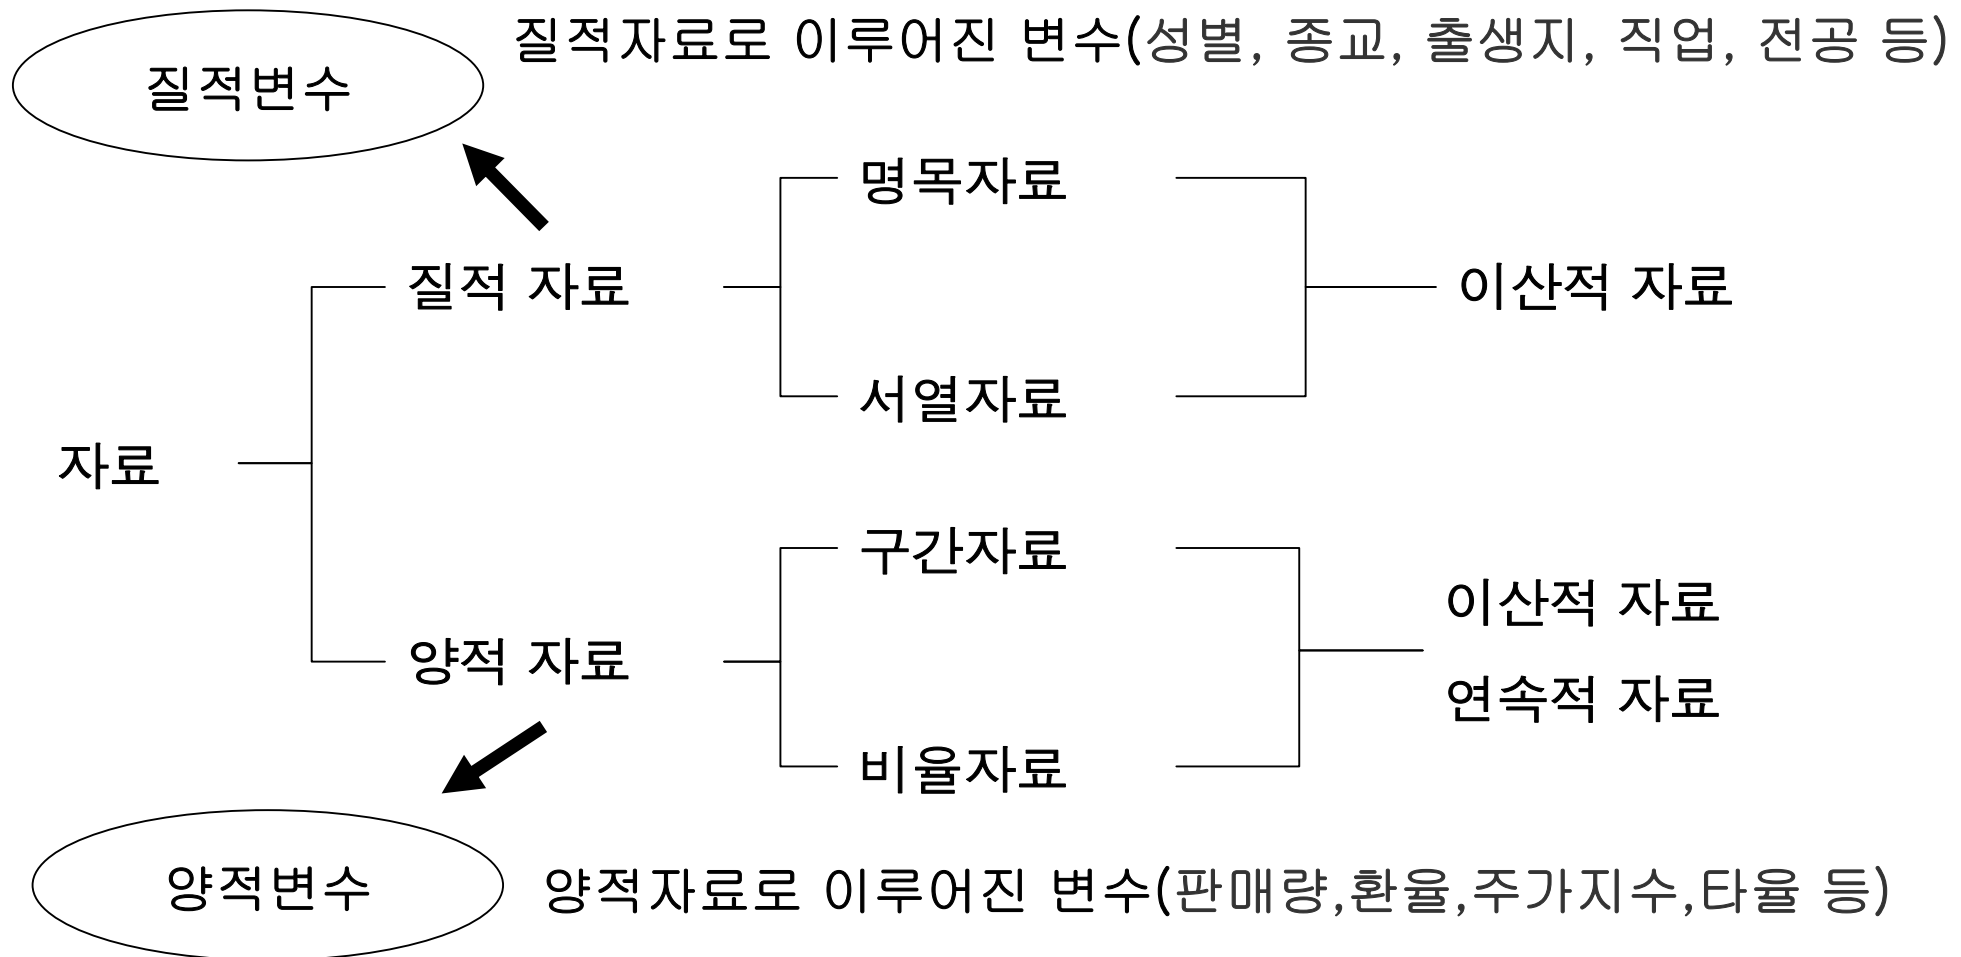 질적자료로 이루어진 변수(성별, 종교, 출생지, 직업, 전공 등)
질적변수
명목자료
질적 자료
이산적 자료
서열자료
자료
구간자료
이산적 자료
양적 자료
연속적 자료
비율자료
양적변수
양적자료로 이루어진 변수(판매량,환율,주가지수,타율 등)